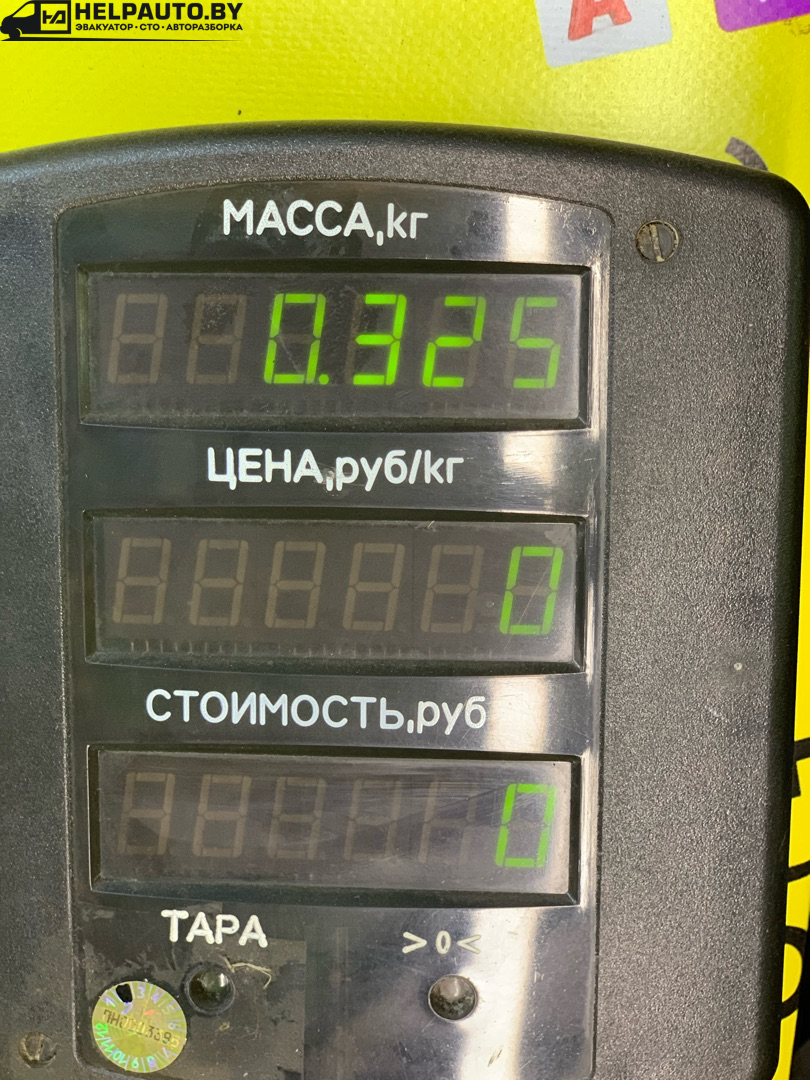 HELPAUTO.BY
ЭВАКУАТОР • СТО • АВТОРАЗБОРКА
А
МАССА,кг
0.325
ЦЕНА,руб/кг
0
СТОИМОСТЬ,руб
0
ТАРА
>0<